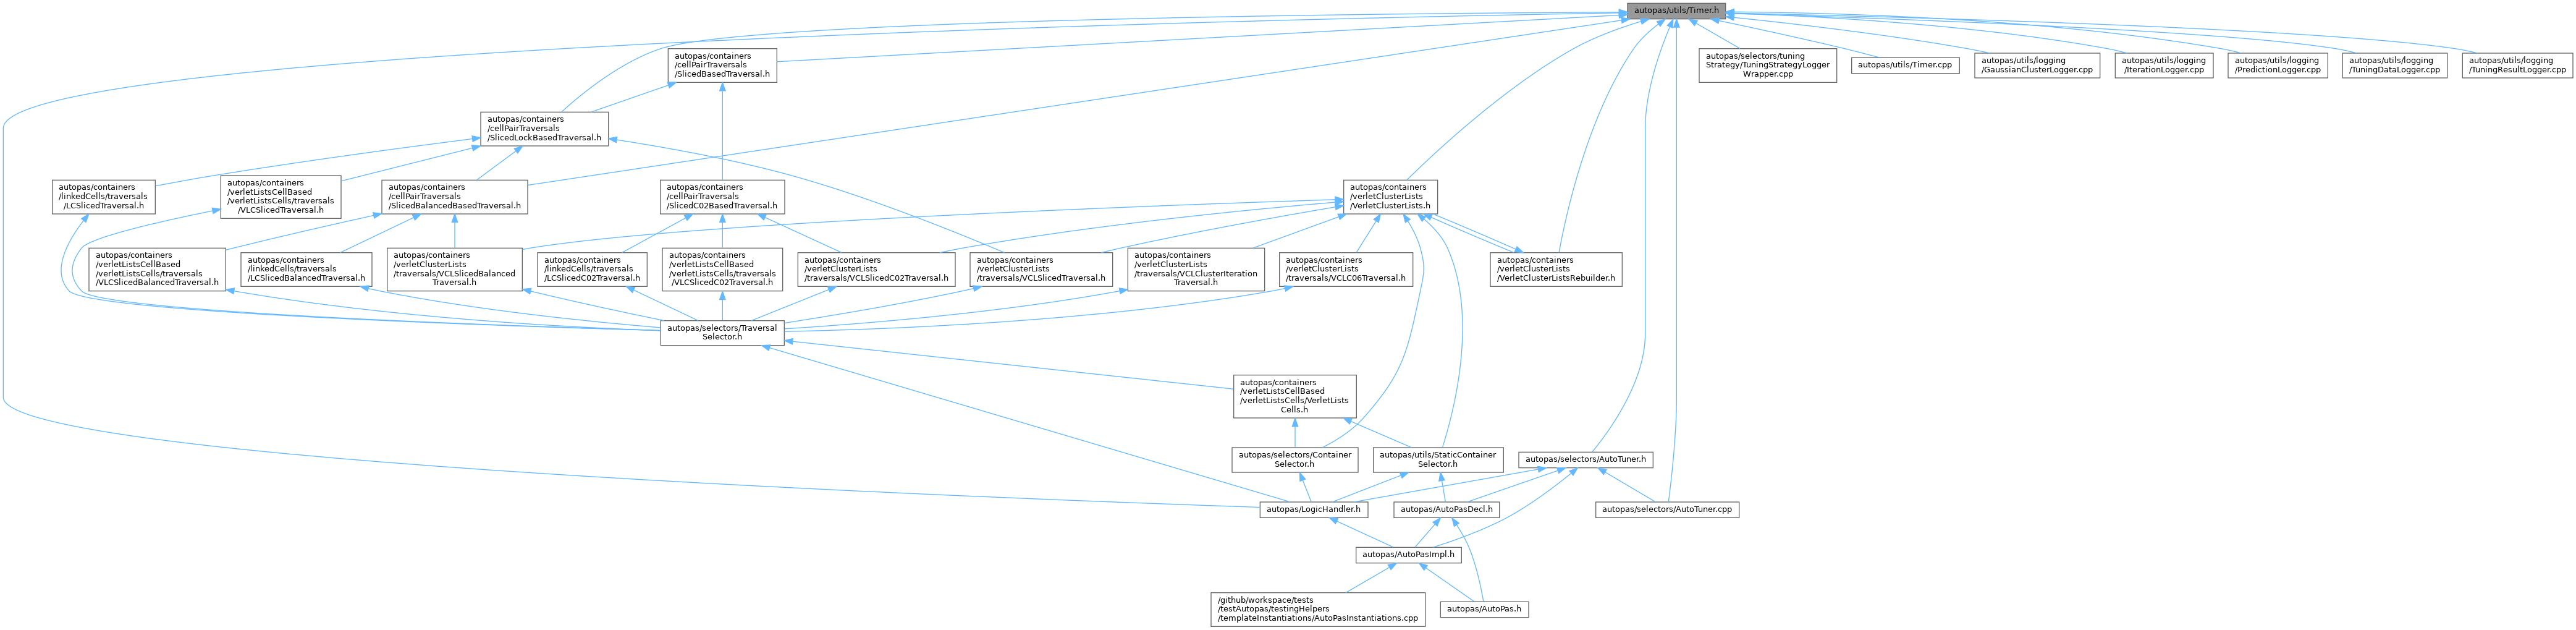 autopas/utils/Timer.h
autopas/containers
/cellPairTraversals
/SlicedBasedTraversal.h
autopas/selectors/tuning
Strategy/TuningStrategyLogger
Wrapper.cpp
autopas/utils/Timer.cpp
autopas/utils/logging
/GaussianClusterLogger.cpp
autopas/utils/logging
/IterationLogger.cpp
autopas/utils/logging
/PredictionLogger.cpp
autopas/utils/logging
/TuningDataLogger.cpp
autopas/utils/logging
/TuningResultLogger.cpp
autopas/containers
/cellPairTraversals
/SlicedLockBasedTraversal.h
autopas/containers
/linkedCells/traversals
/LCSlicedTraversal.h
autopas/containers
/verletListsCellBased
/verletListsCells/traversals
/VLCSlicedTraversal.h
autopas/containers
/cellPairTraversals
/SlicedBalancedBasedTraversal.h
autopas/containers
/cellPairTraversals
/SlicedC02BasedTraversal.h
autopas/containers
/verletClusterLists
/VerletClusterLists.h
autopas/containers
/verletListsCellBased
/verletListsCells/traversals
/VLCSlicedBalancedTraversal.h
autopas/containers
/linkedCells/traversals
/LCSlicedBalancedTraversal.h
autopas/containers
/verletClusterLists
/traversals/VCLSlicedBalanced
Traversal.h
autopas/containers
/linkedCells/traversals
/LCSlicedC02Traversal.h
autopas/containers
/verletListsCellBased
/verletListsCells/traversals
/VLCSlicedC02Traversal.h
autopas/containers
/verletClusterLists
/traversals/VCLSlicedC02Traversal.h
autopas/containers
/verletClusterLists
/traversals/VCLSlicedTraversal.h
autopas/containers
/verletClusterLists
/traversals/VCLClusterIteration
Traversal.h
autopas/containers
/verletClusterLists
/traversals/VCLC06Traversal.h
autopas/containers
/verletClusterLists
/VerletClusterListsRebuilder.h
autopas/selectors/Traversal
Selector.h
autopas/containers
/verletListsCellBased
/verletListsCells/VerletLists
Cells.h
autopas/selectors/Container
Selector.h
autopas/utils/StaticContainer
Selector.h
autopas/selectors/AutoTuner.h
autopas/LogicHandler.h
autopas/AutoPasDecl.h
autopas/selectors/AutoTuner.cpp
autopas/AutoPasImpl.h
/github/workspace/tests
/testAutopas/testingHelpers
/templateInstantiations/AutoPasInstantiations.cpp
autopas/AutoPas.h